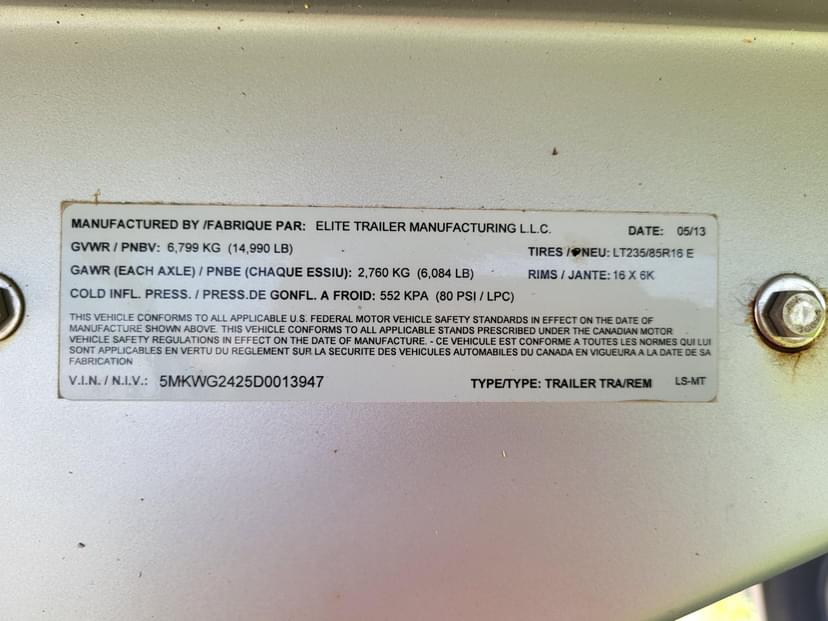 MANUFACTURED BY /FABRIQUE PAR: ELITE TRAILER MANUFACTURING L.L.C. DATE: 05/13
GVWR / PNBV: 6,799 KG (14,990 LB) TIRES / PNEU: LT235/85R16 E
GAWR (EACH AXLE) / PNBE (CHAQUE ESSIU): 2,760 KG (6,084 LB) RIMS / JANTE: 16 X 6K
COLD INFL. PRESS. / PRESS.DE GONFL. A FROID: 552 KPA (80 PSI / LPC)
THIS VEHICLE CONFORMS TO ALL APPLICABLE U.S. FEDERAL MOTOR VEHICLE SAFETY STANDARDS IN EFFECT ON THE DATE OF
MANUFACTURE SHOWN ABOVE. THIS VEHICLE CONFORMS TO ALL APPLICABLE STANDS PRESCRIBED UNDER THE CANADIAN MOTOR
VEHICLE SAFETY REGULATIONS IN EFFECT ON THE DATE OF MANUFACTURE. - CE VEHICULE EST CONFORME A TOUTES LES NORMES QUI LUI
SONT APPLICABLES EN VERTU DU REGLEMENT SUR LA SECURITE DES VEHICULES AUTOMOBILES DU CANADA EN VIGUEUR A LA DATE DE SA
FABRICATION
V.I.N. / N.I.V.: 5MKWG2425D0013947 TYPE/TYPE: TRAILER TRA/REM LS-MT